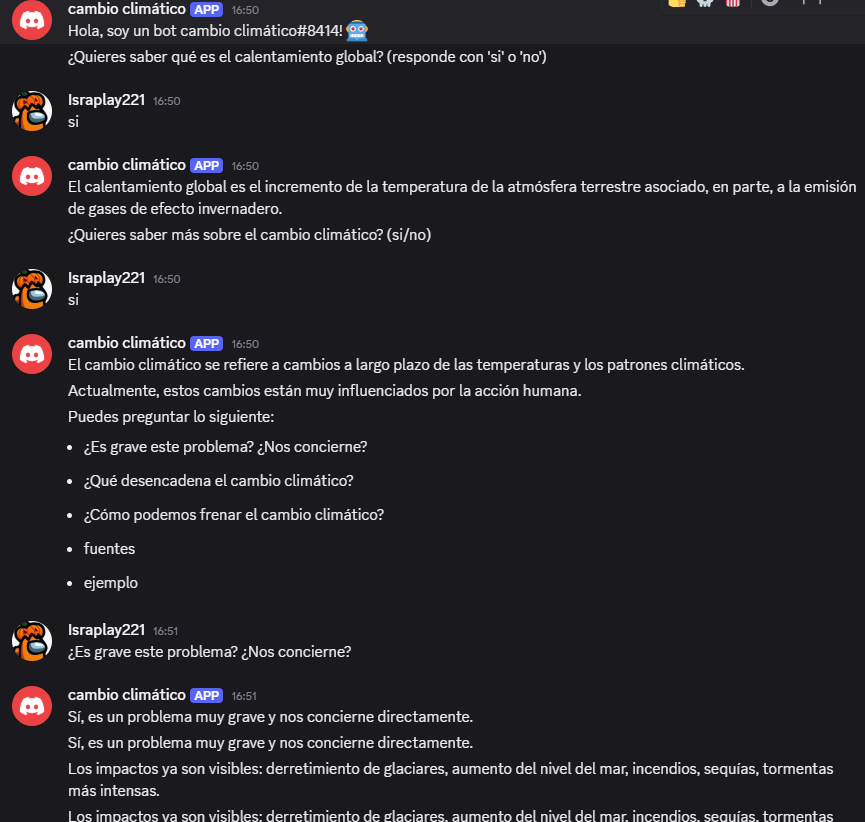 cambio climático APP 16:50
Hola, soy un bot cambio climático#8414!
¿Quieres saber qué es el calentamiento global? (responde con 'si' o 'no')
Israplay221 16:50
si
cambio climático APP 16:50
El calentamiento global es el incremento de la temperatura de la atmósfera terrestre asociado, en parte, a la emisión
de gases de efecto invernadero.
¿Quieres saber más sobre el cambio climático? (si/no)
Israplay221 16:50
si
cambio climático APP 16:50
El cambio climático se refiere a cambios a largo plazo de las temperaturas y los patrones climáticos.
Actualmente, estos cambios están muy influenciados por la acción humana.
Puedes preguntar lo siguiente:
• ¿Es grave este problema? ¿Nos concierne?
• ¿Qué desencadena el cambio climático?
• ¿Cómo podemos frenar el cambio climático?
• fuentes
• ejemplo
Israplay221 16:51
¿Es grave este problema? ¿Nos concierne?
cambio climático APP 16:51
Sí, es un problema muy grave y nos concierne directamente.
Sí, es un problema muy grave y nos concierne directamente.
Los impactos ya son visibles: derretimiento de glaciares, aumento del nivel del mar, incendios, sequías, tormentas
más intensas.
Los impactos ya son visibles: derretimiento de glaciares, aumento del nivel del mar, incendios, sequías, tormentas